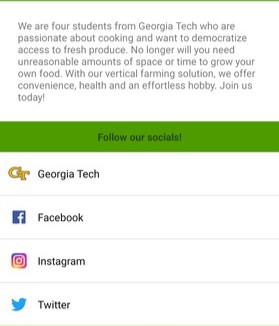 We are four students from Georgia Tech who are
passionate about cooking and want to democratize
access to fresh produce. No longer will you need
unreasonable amounts of space or time to grow your
own food. With our vertical farming solution, we offer
convenience, health and an effortless hobby. Join us
today!
Follow our socials!
GT Georgia Tech
Facebook
Instagram
Twitter